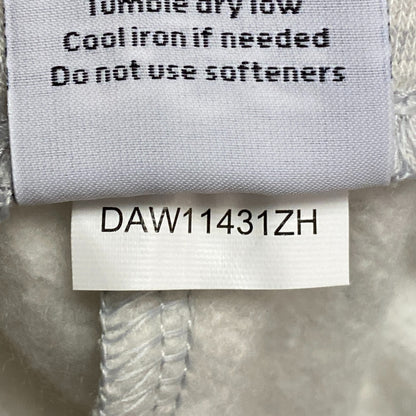 Tumble dry low
Cool iron if needed
Do not use softeners
DAW11431ZH